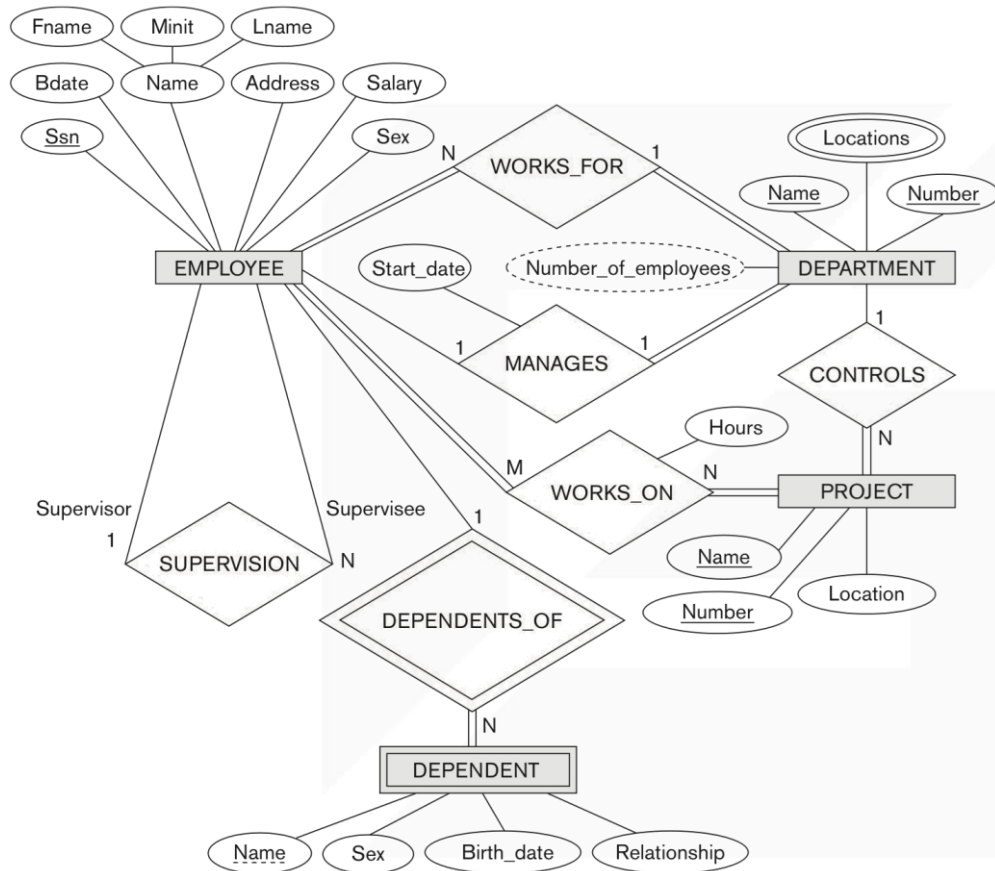 Fname
Minit
Lname
Bdate
Name
Address
Salary
Ssn
Sex
N
WORKS_FOR
1
Locations
Name
Number
EMPLOYEE
Start_date
Number_of_employees
DEPARTMENT
1
MANAGES
1
1
CONTROLS
N
Hours
M
WORKS_ON
N
PROJECT
Supervisor
1
SUPERVISION
Supervisee
N
1
Name
Number
Location
DEPENDENTS_OF
N
DEPENDENT
Name
Sex
Birth_date
Relationship